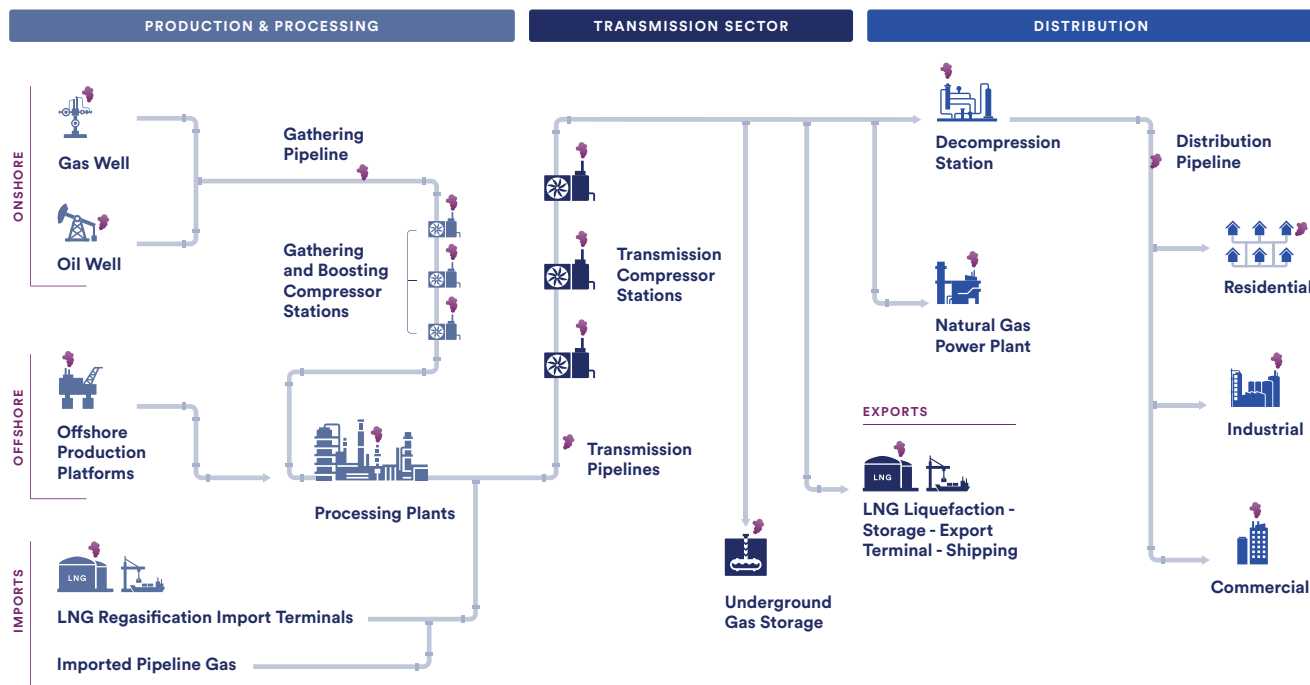 PRODUCTION & PROCESSING
TRANSMISSION SECTOR
DISTRIBUTION
ONSHORE
Gas Well
Oil Well
Gathering
Pipeline
Gathering
and Boosting
Compressor
Stations
OFFSHORE
Offshore
Production
Platforms
Processing Plants
IMPORTS
LNG
LNG Regasification Import Terminals
Imported Pipeline Gas
Transmission
Compressor
Stations
Transmission
Pipelines
Underground
Gas Storage
Decompression
Station
Natural Gas
Power Plant
EXPORTS
LNG
LNG Liquefaction -
Storage - Export
Terminal - Shipping
Distribution
Pipeline
Residential
Industrial
Commercial